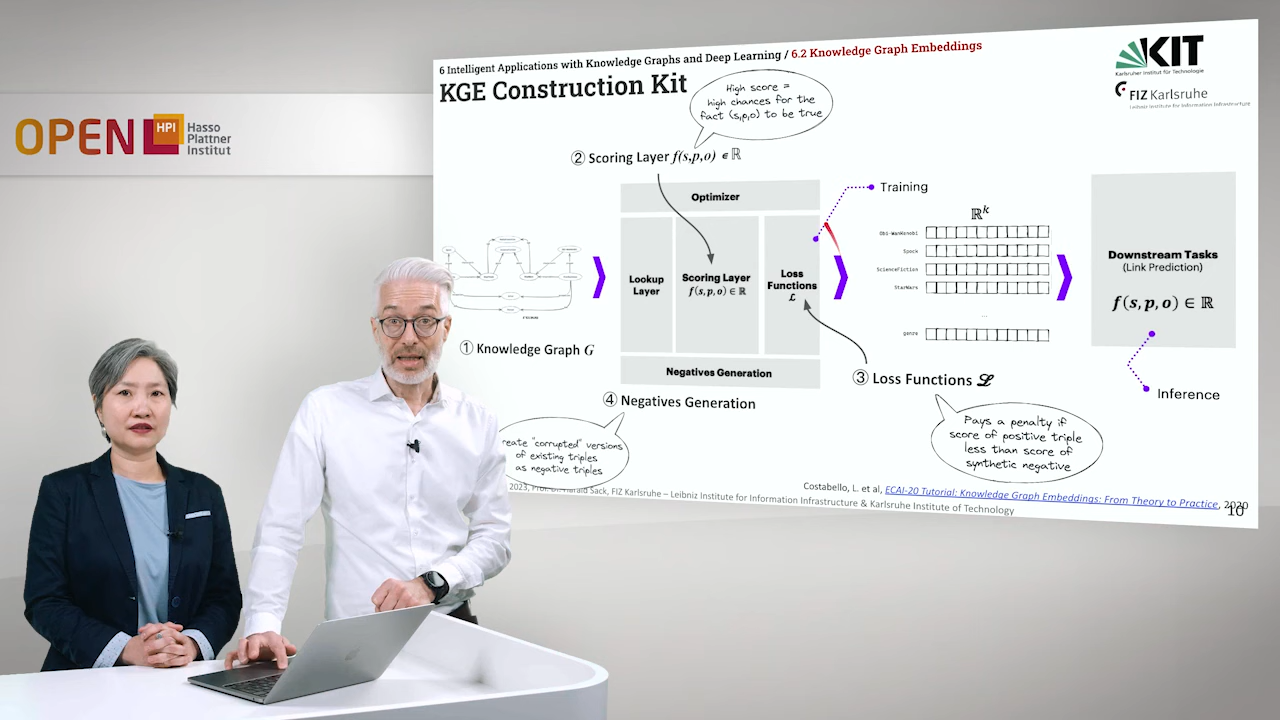 OPEN HPI Hasso
Plattner
Institut
6 Intelligent Applications with Knowledge Graphs and Deep Learning / 6.2 Knowledge Graph Embeddings
KGE Construction Kit
KIT
Karlsruher Institut für Technologie
FIZ Karlsruhe
Leibniz Institute for Information Infrastructure
High score =
high chances for the
fact (s,p,o) to be true
② Scoring Layer f(s,p,o) ∈ ℝ
Optimizer
Lookup
Layer
Scoring Layer
f(s,p,o) ∈ ℝ
Loss
Functions
ℒ
Negatives Generation
① Knowledge Graph G
Training
ℝᵏ
Obi-WanKenobi
Spock
ScienceFiction
StarWars
...
genre
Downstream Tasks
(Link Prediction)
f(s,p,o) ∈ ℝ
Inference
③ Loss Functions ℒ
④ Negatives Generation
reate "corrupted" versions
of existing triples
as negative triples
Pays a penalty if
score of positive triple
less than score of
synthetic negative
Costabello, L. et al, ECAI-20 Tutorial: Knowledge Graph Embeddings: From Theory to Practice, 2020
2023, Prof. Dr. Harald Sack, FIZ Karlsruhe – Leibniz Institute for Information Infrastructure & Karlsruhe Institute of Technology
10